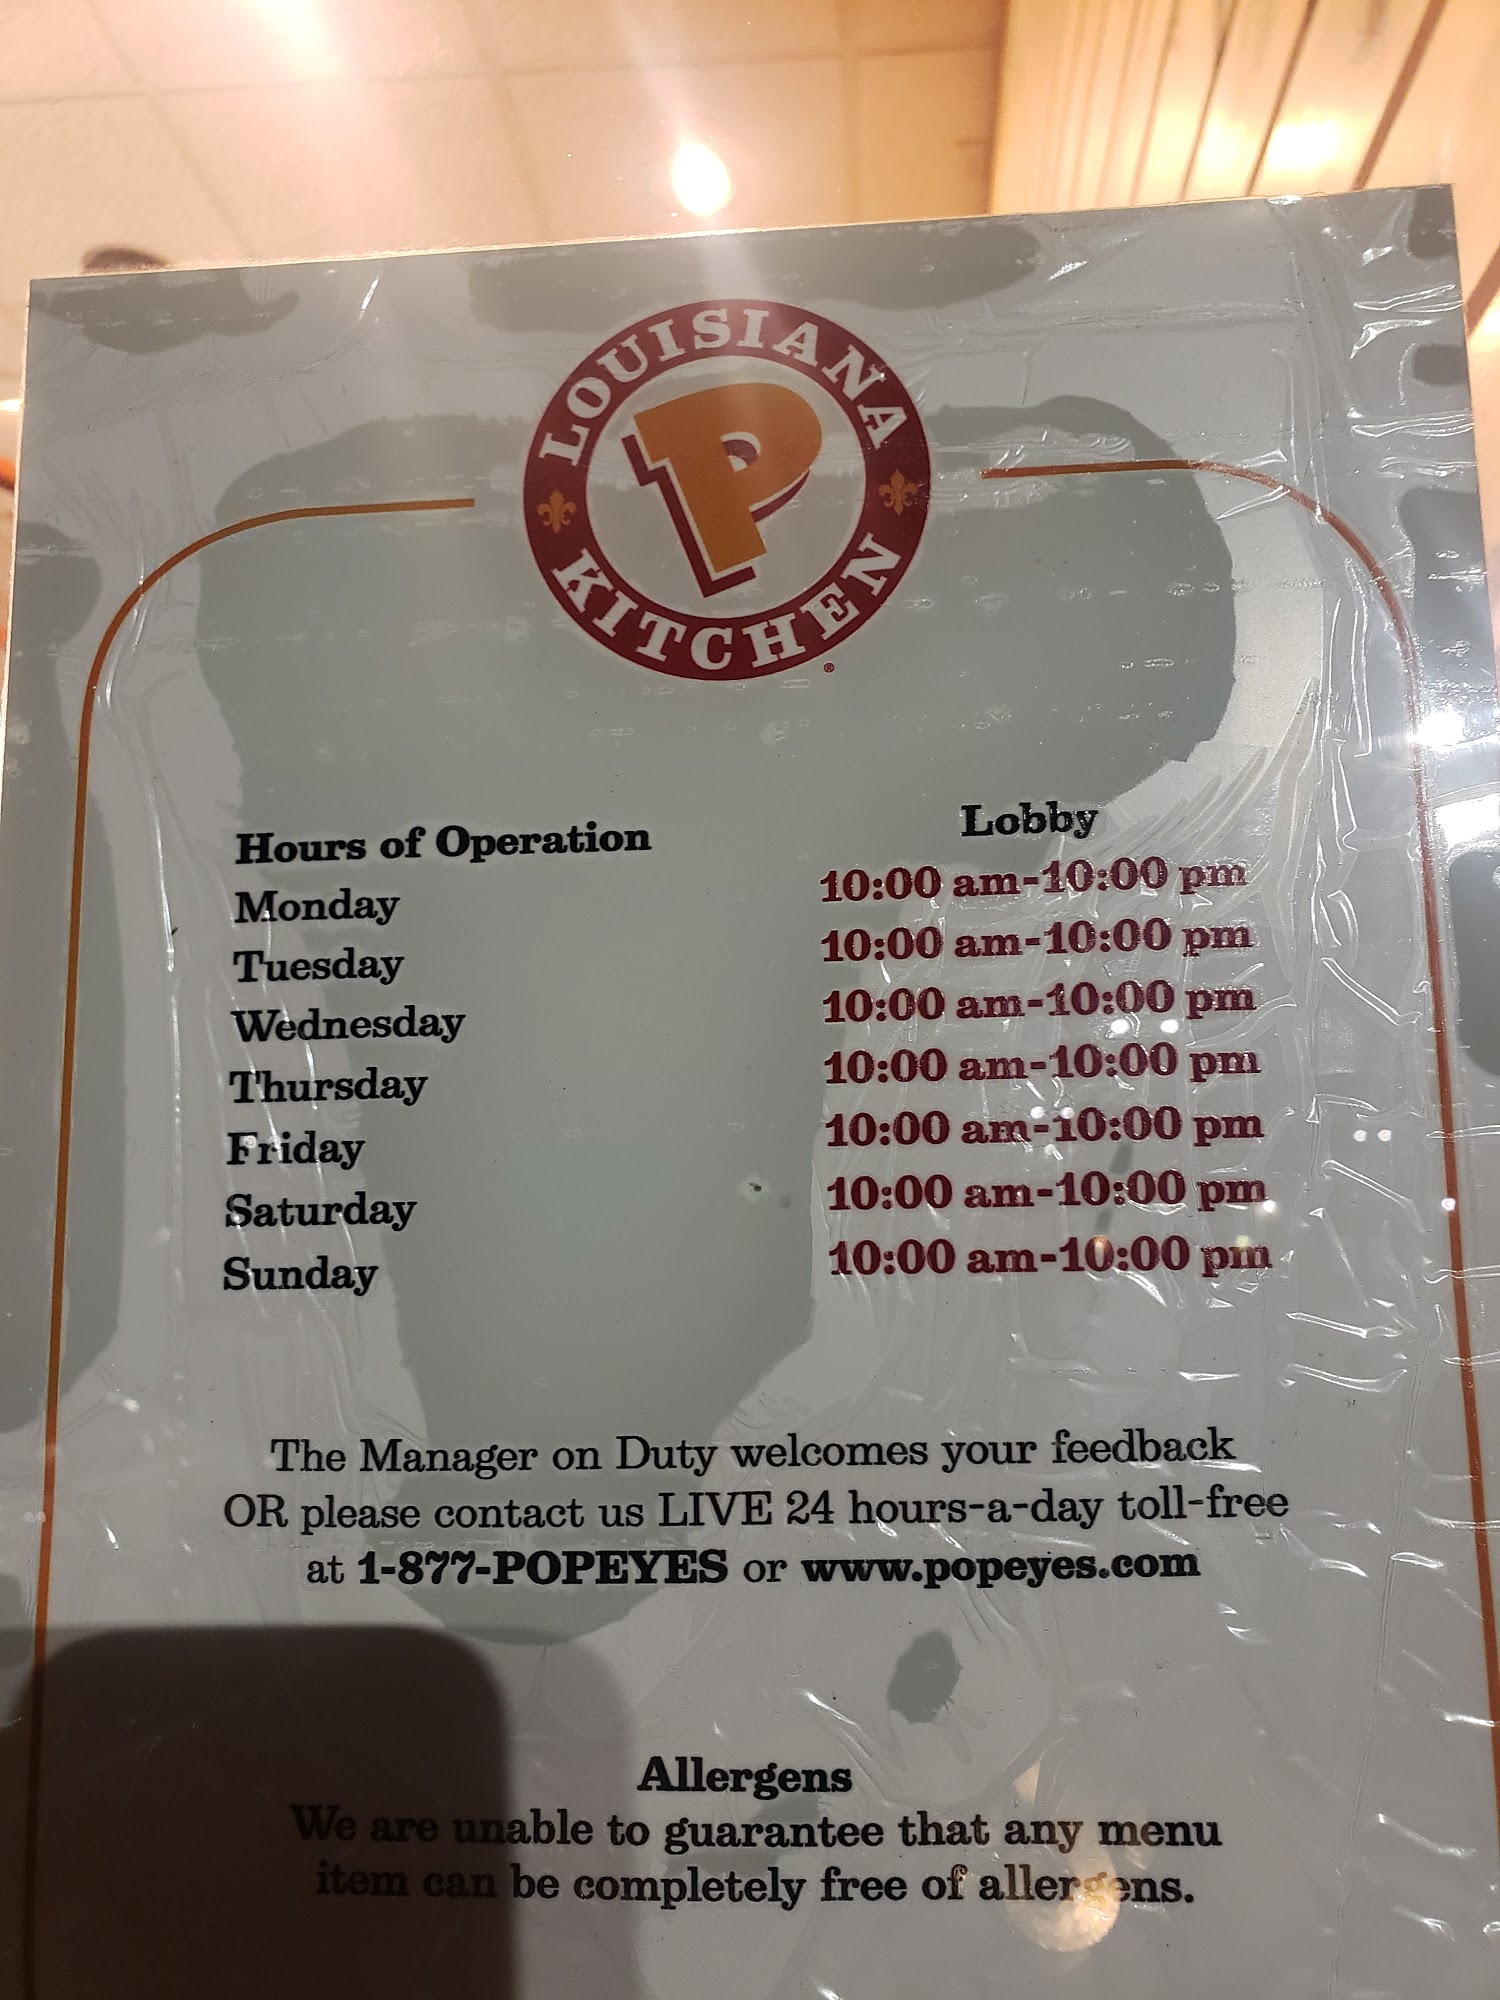 LOUISIANA
P
KITCHEN
Hours of Operation Lobby
Monday 10:00 am-10:00 pm
Tuesday 10:00 am-10:00 pm
Wednesday 10:00 am-10:00 pm
Thursday 10:00 am-10:00 pm
Friday 10:00 am-10:00 pm
Saturday 10:00 am-10:00 pm
Sunday 10:00 am-10:00 pm
The Manager on Duty welcomes your feedback
OR please contact us LIVE 24 hours-a-day toll-free
at 1-877-POPEYES or www.popeyes.com
Allergens
We are unable to guarantee that any menu
item can be completely free of allergens.